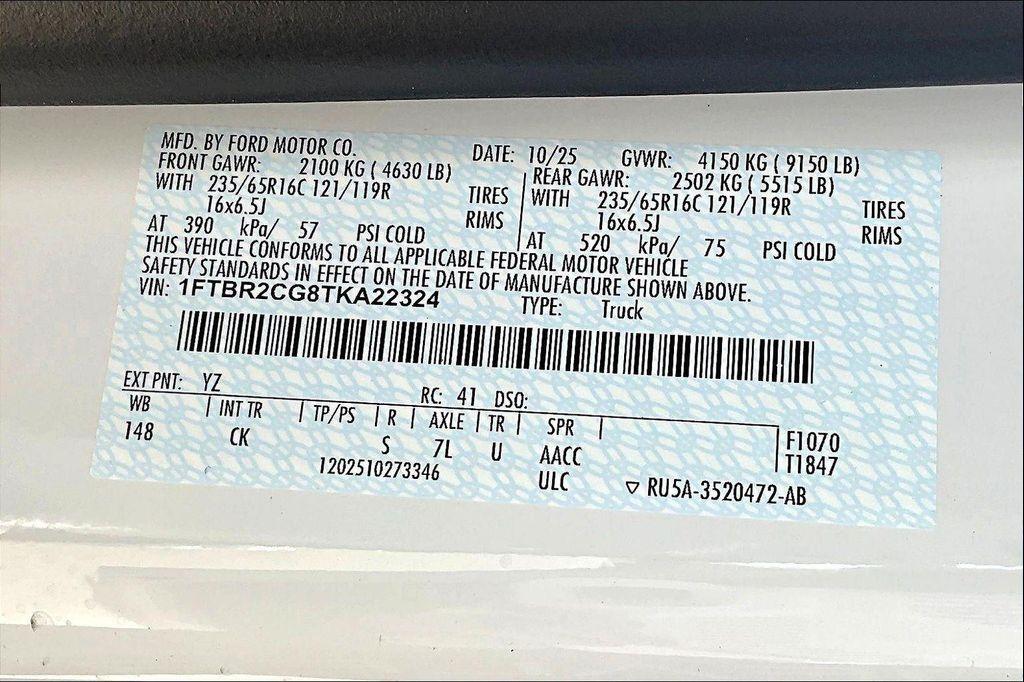 MFD. BY FORD MOTOR CO. DATE: 10/25 GVWR: 4150 KG ( 9150 LB)
FRONT GAWR: 2100 KG ( 4630 LB) REAR GAWR: 2502 KG ( 5515 LB)
WITH 235/65R16C 121/119R TIRES WITH 235/65R16C 121/119R TIRES
16x6.5J RIMS 16x6.5J RIMS
AT 390 kPa/ 57 PSI COLD AT 520 kPa/ 75 PSI COLD
THIS VEHICLE CONFORMS TO ALL APPLICABLE FEDERAL MOTOR VEHICLE
SAFETY STANDARDS IN EFFECT ON THE DATE OF MANUFACTURE SHOWN ABOVE.
VIN: 1FTBR2CG8TKA22324 TYPE: Truck
EXT PNT: YZ RC: 41 DSO:
WB INT TR TP/PS R AXLE TR SPR F1070
148 CK S 7L U AACC T1847
1202510273346 ULC ▽ RU5A-3520472-AB